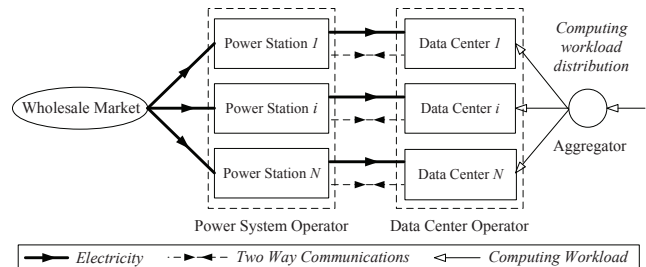 Power Station 1
Data Center 1
Computing
workload
distribution
Wholesale Market
Power Station i
Data Center i
Aggregator
Power Station N
Data Center N
Power System Operator
Data Center Operator
Electricity
Two Way Communications
Computing Workload